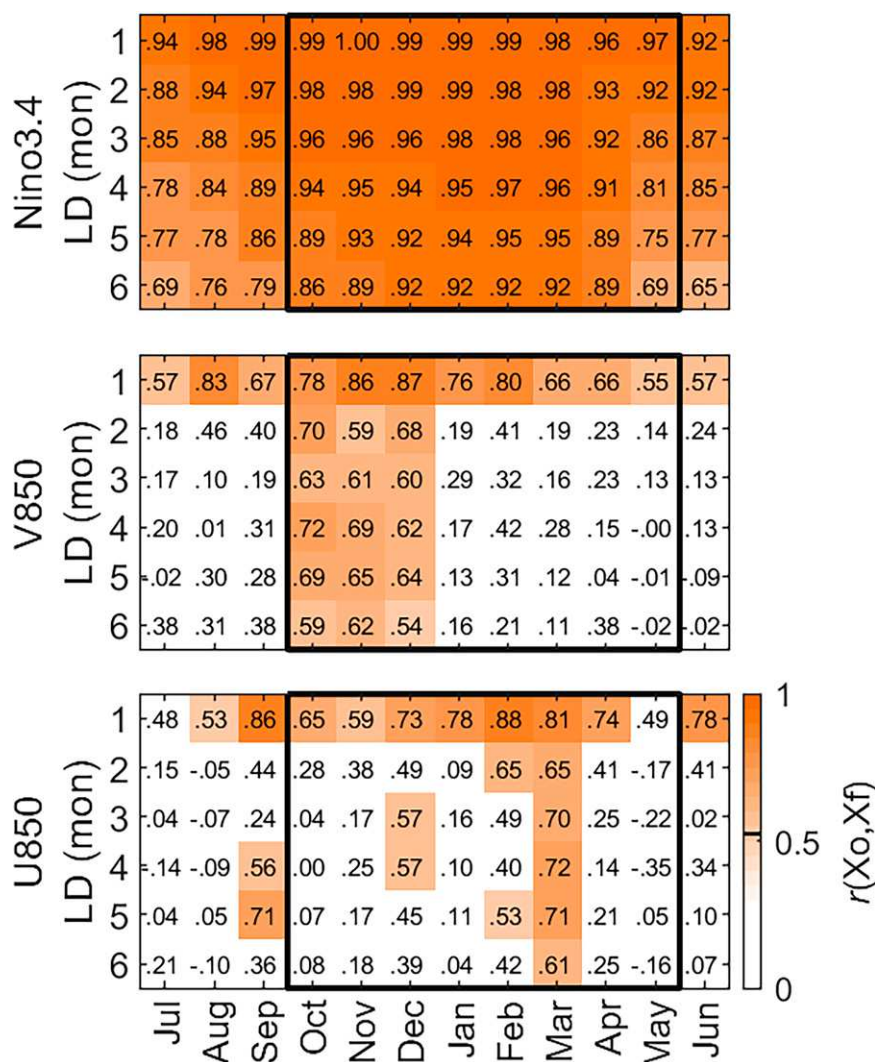 Nino3.4
LD (mon)
1 .94 .98 .99 .99 1.00 .99 .99 .99 .98 .96 .97 .92
2 .88 .94 .97 .98 .98 .99 .99 .98 .98 .93 .92 .92
3 .85 .88 .95 .96 .96 .96 .98 .98 .96 .92 .86 .87
4 .78 .84 .89 .94 .95 .94 .95 .97 .96 .91 .81 .85
5 .77 .78 .86 .89 .93 .92 .94 .95 .95 .89 .75 .77
6 .69 .76 .79 .86 .89 .92 .92 .92 .92 .89 .69 .65
V850
LD (mon)
1 .57 .83 .67 .78 .86 .87 .76 .80 .66 .66 .55 .57
2 .18 .46 .40 .70 .59 .68 .19 .41 .19 .23 .14 .24
3 .17 .10 .19 .63 .61 .60 .29 .32 .16 .23 .13 .13
4 .20 .01 .31 .72 .69 .62 .17 .42 .28 .15 -.00 .13
5 -.02 .30 .28 .69 .65 .64 .13 .31 .12 .04 -.01 -.09
6 .38 .31 .38 .59 .62 .54 .16 .21 .11 .38 -.02 -.02
U850
LD (mon)
1 .48 .53 .86 .65 .59 .73 .78 .88 .81 .74 .49 .78
2 .15 -.05 .44 .28 .38 .49 .09 .65 .65 .41 -.17 .41
3 .04 -.07 .24 .04 .17 .57 .16 .49 .70 .25 -.22 .02
4 -.14 -.09 .56 .00 .25 .57 .10 .40 .72 .14 -.35 .34
5 .04 .05 .71 .07 .17 .45 .11 .53 .71 .21 .05 .10
6 .21 -.10 .36 .08 .18 .39 .04 .42 .61 .25 -.16 .07
Jul Aug Sep Oct Nov Dec Jan Feb Mar Apr May Jun
1
0.5
0
r(Xo,Xf)